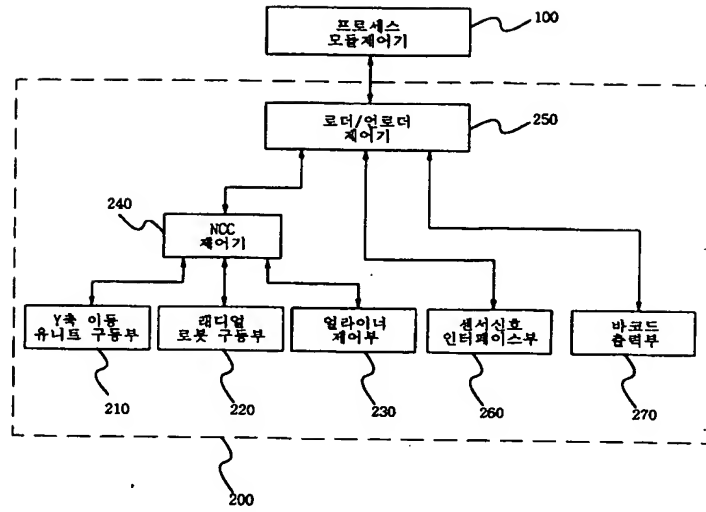 프로세스
모듈제어기
100
로더/언로더
제어기
250
240
NCC
제어기
Y축 이동
유니트 구동부
래디얼
로봇 구동부
얼라이너
제어부
센서신호
인터페이스부
바코드
출력부
210
220
230
260
270
200